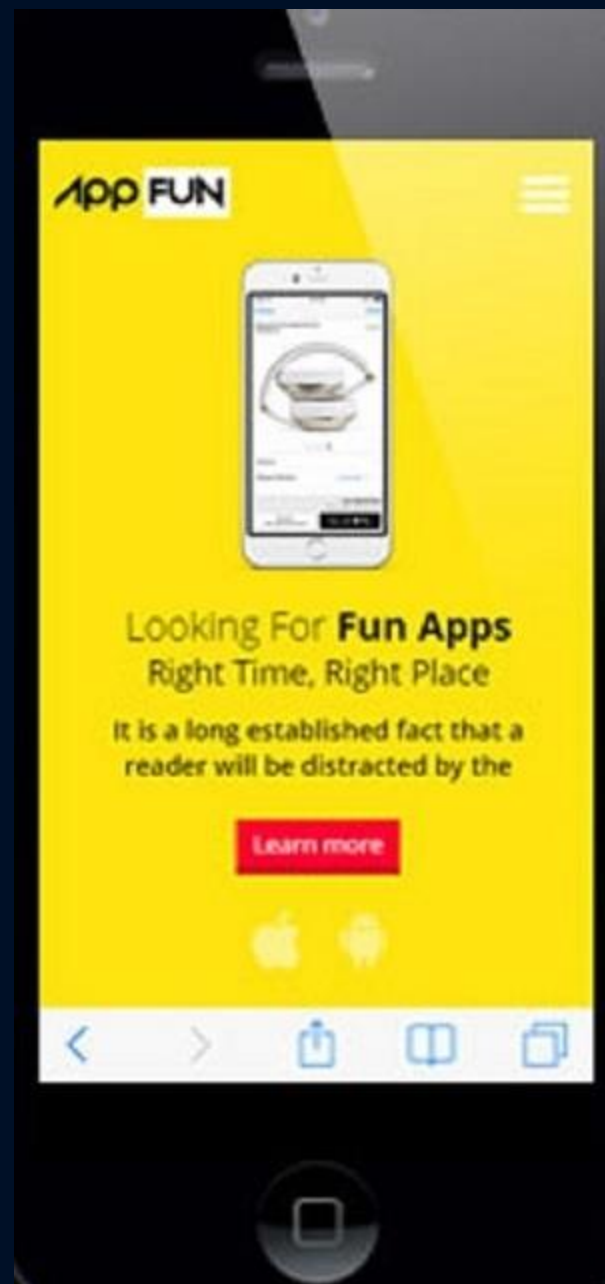 APP FUN
Looking For Fun Apps
Right Time, Right Place
It is a long established fact that a
reader will be distracted by the
Learn more